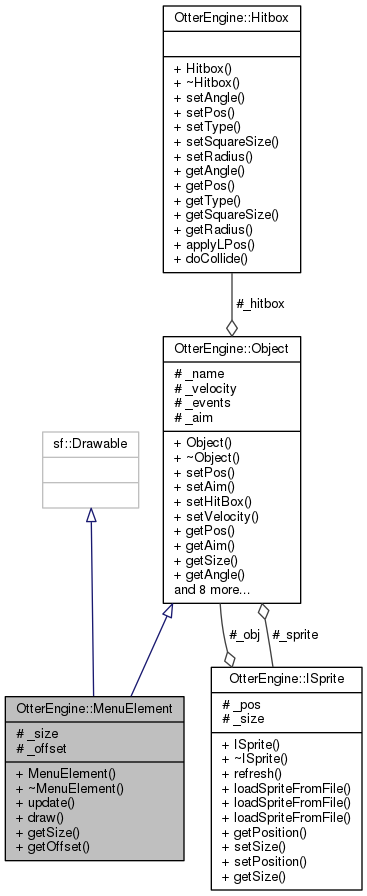 OtterEngine::Hitbox
+ Hitbox()
+ ~Hitbox()
+ setAngle()
+ setPos()
+ setType()
+ setSquareSize()
+ setRadius()
+ getAngle()
+ getPos()
+ getType()
+ getSquareSize()
+ getRadius()
+ applyLPos()
+ doCollide()
#_hitbox
OtterEngine::Object
# _name
# _velocity
# _events
# _aim
+ Object()
+ ~Object()
+ setPos()
+ setAim()
+ setHitBox()
+ setVelocity()
+ getPos()
+ getAim()
+ getSize()
+ getAngle()
and 8 more...
sf::Drawable
#_obj
#_sprite
OtterEngine::MenuElement
# _size
# _offset
+ MenuElement()
+ ~MenuElement()
+ update()
+ draw()
+ getSize()
+ getOffset()
OtterEngine::ISprite
# _pos
# _size
+ ISprite()
+ ~ISprite()
+ refresh()
+ loadSpriteFromFile()
+ loadSpriteFromFile()
+ loadSpriteFromFile()
+ getPosition()
+ setSize()
+ setPosition()
+ getSize()